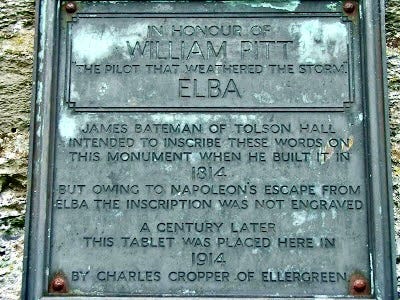 IN HONOUR OF
WILLIAM PITT
"THE PILOT THAT WEATHERED THE STORM."
ELBA
JAMES BATEMAN OF TOLSON HALL
INTENDED TO INSCRIBE THESE WORDS ON
THIS MONUMENT WHEN HE BUILT IT IN
1814
BUT OWING TO NAPOLEON'S ESCAPE FROM
ELBA THE INSCRIPTION WAS NOT ENGRAVED
A CENTURY LATER
THIS TABLET WAS PLACED HERE IN
1914
BY CHARLES CROPPER OF ELLERGREEN